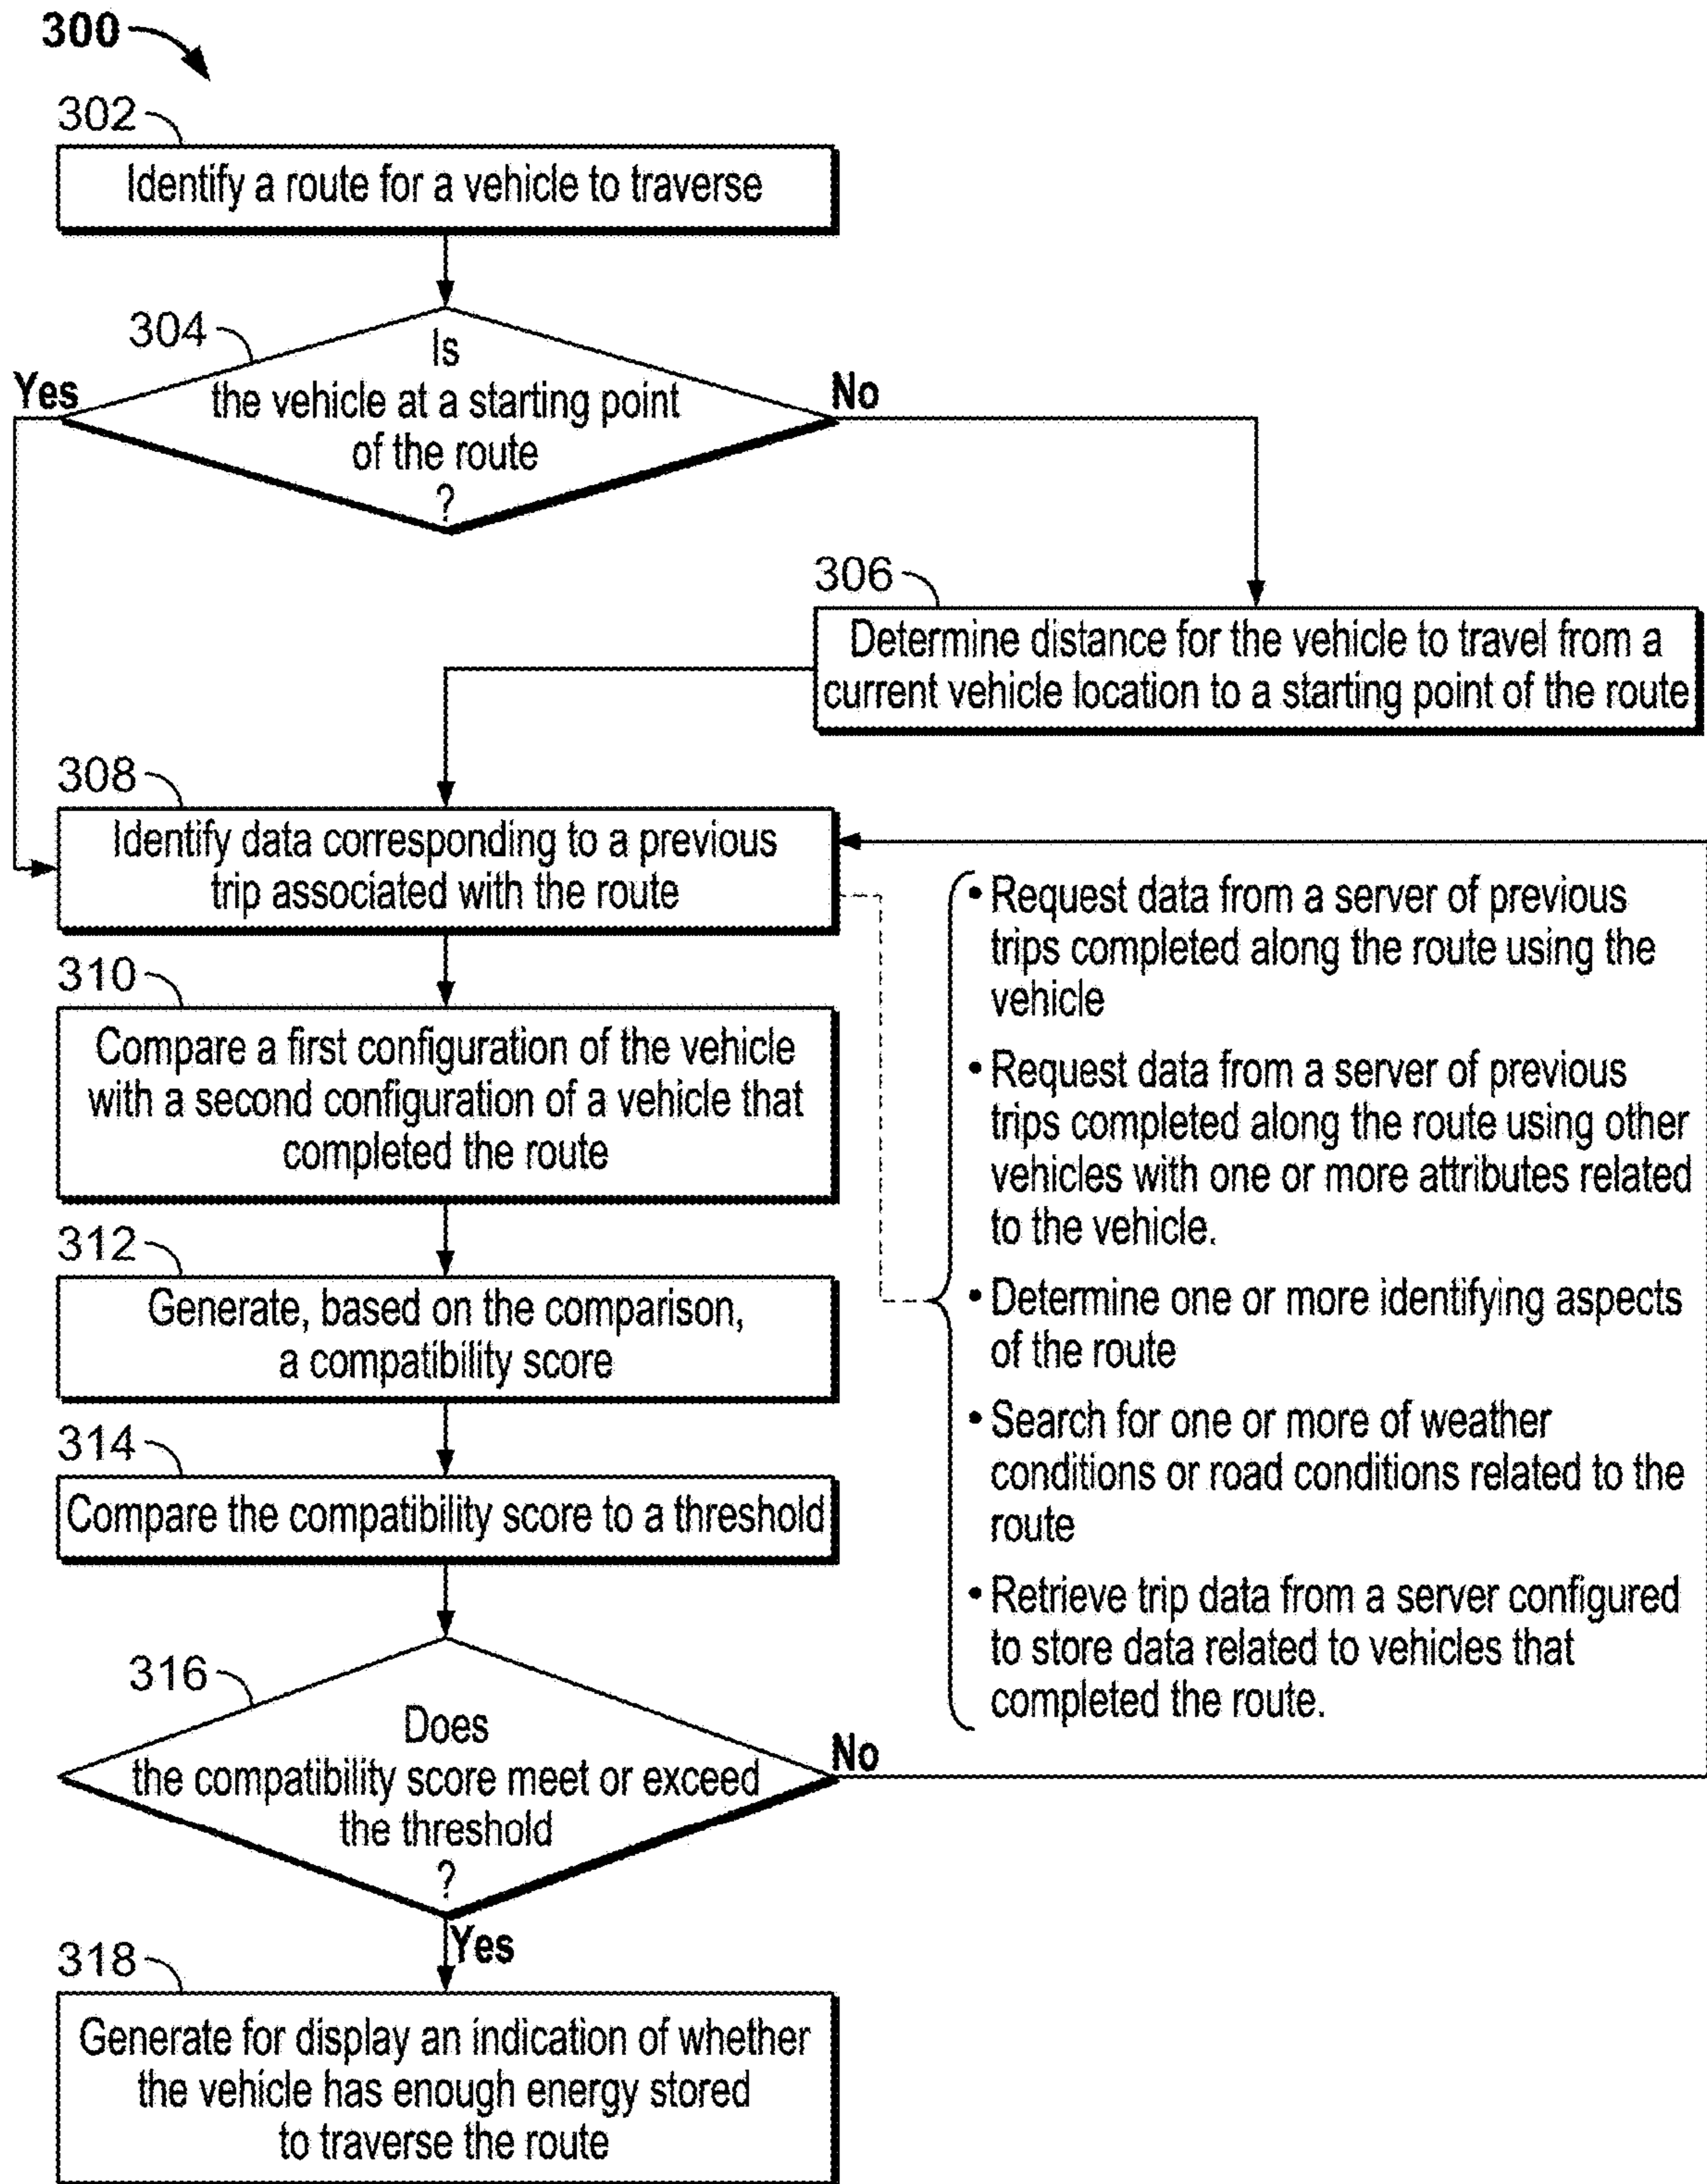 300
302
Identify a route for a vehicle to traverse
304
Is
the vehicle at a starting point
of the route
?
Yes
No
306
Determine distance for the vehicle to travel from a
current vehicle location to a starting point of the route
308
Identify data corresponding to a previous
trip associated with the route
• Request data from a server of previous
trips completed along the route using the
vehicle
• Request data from a server of previous
trips completed along the route using other
vehicles with one or more attributes related
to the vehicle.
• Determine one or more identifying aspects
of the route
• Search for one or more of weather
conditions or road conditions related to the
route
• Retrieve trip data from a server configured
to store data related to vehicles that
completed the route.
310
Compare a first configuration of the vehicle
with a second configuration of a vehicle that
completed the route
312
Generate, based on the comparison,
a compatibility score
314
Compare the compatibility score to a threshold
316
Does
the compatibility score meet or exceed
the threshold
?
No
Yes
318
Generate for display an indication of whether
the vehicle has enough energy stored
to traverse the route